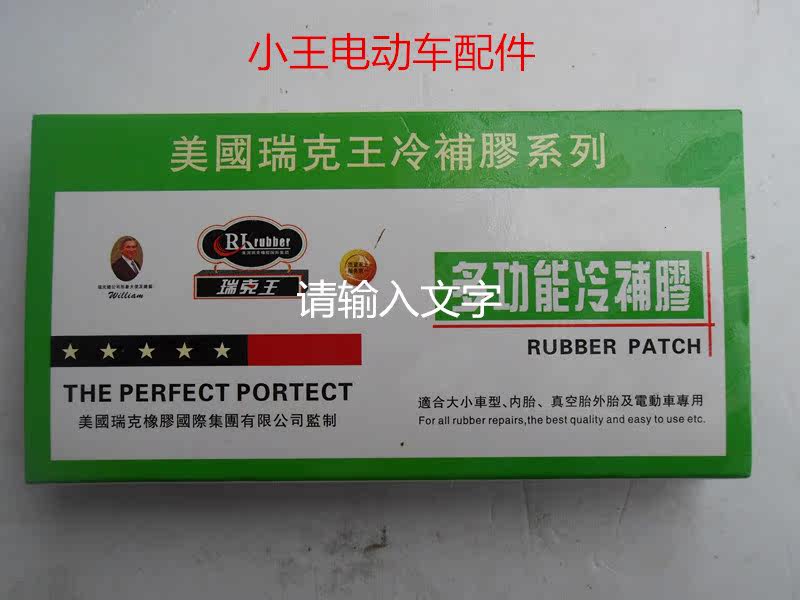 小王电动车配件
美國瑞克王冷補膠系列
RK rubber
瑞克王
William
请输入文字
多功能冷補膠
RUBBER PATCH
THE PERFECT PORTECT
美國瑞克橡膠國際集團有限公司監制
適合大小車型、内胎、真空胎外胎及電動車專用
For all rubber repairs,the best quality and easy to use etc.